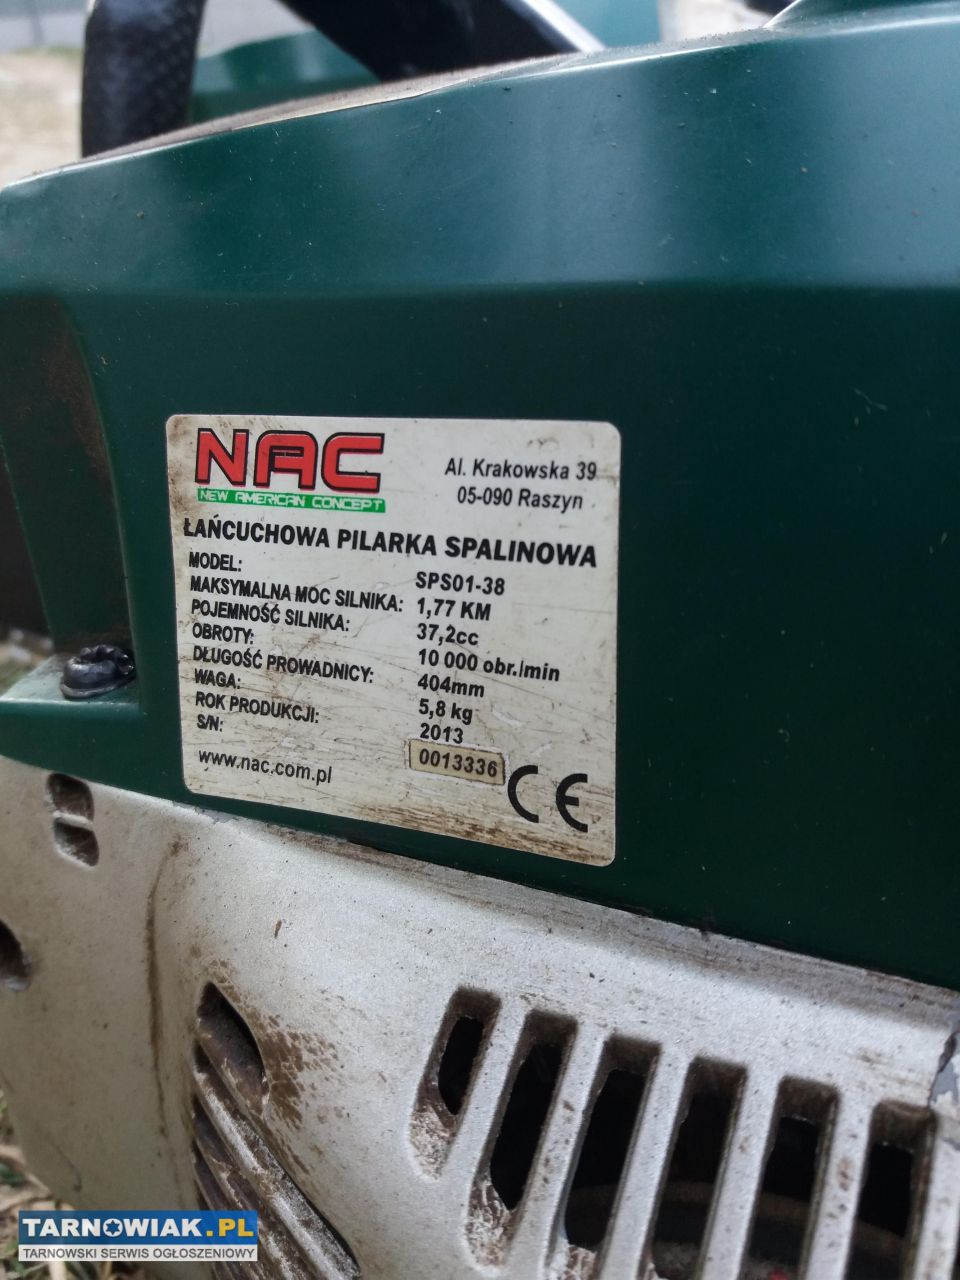 NAC
NEW AMERICAN CONCEPT
Al. Krakowska 39
05-090 Raszyn
ŁAŃCUCHOWA PILARKA SPALINOWA
MODEL: SPS01-38
MAKSYMALNA MOC SILNIKA: 1,77 KM
POJEMNOŚĆ SILNIKA: 37,2cc
OBROTY: 10 000 obr./min
DŁUGOŚĆ PROWADNICY: 404mm
WAGA: 5,8 kg
ROK PRODUKCJI: 2013
S/N: 0013336
www.nac.com.pl
CE
TARNOWIAK.PL
TARNOWSKI SERWIS OGŁOSZENIOWY